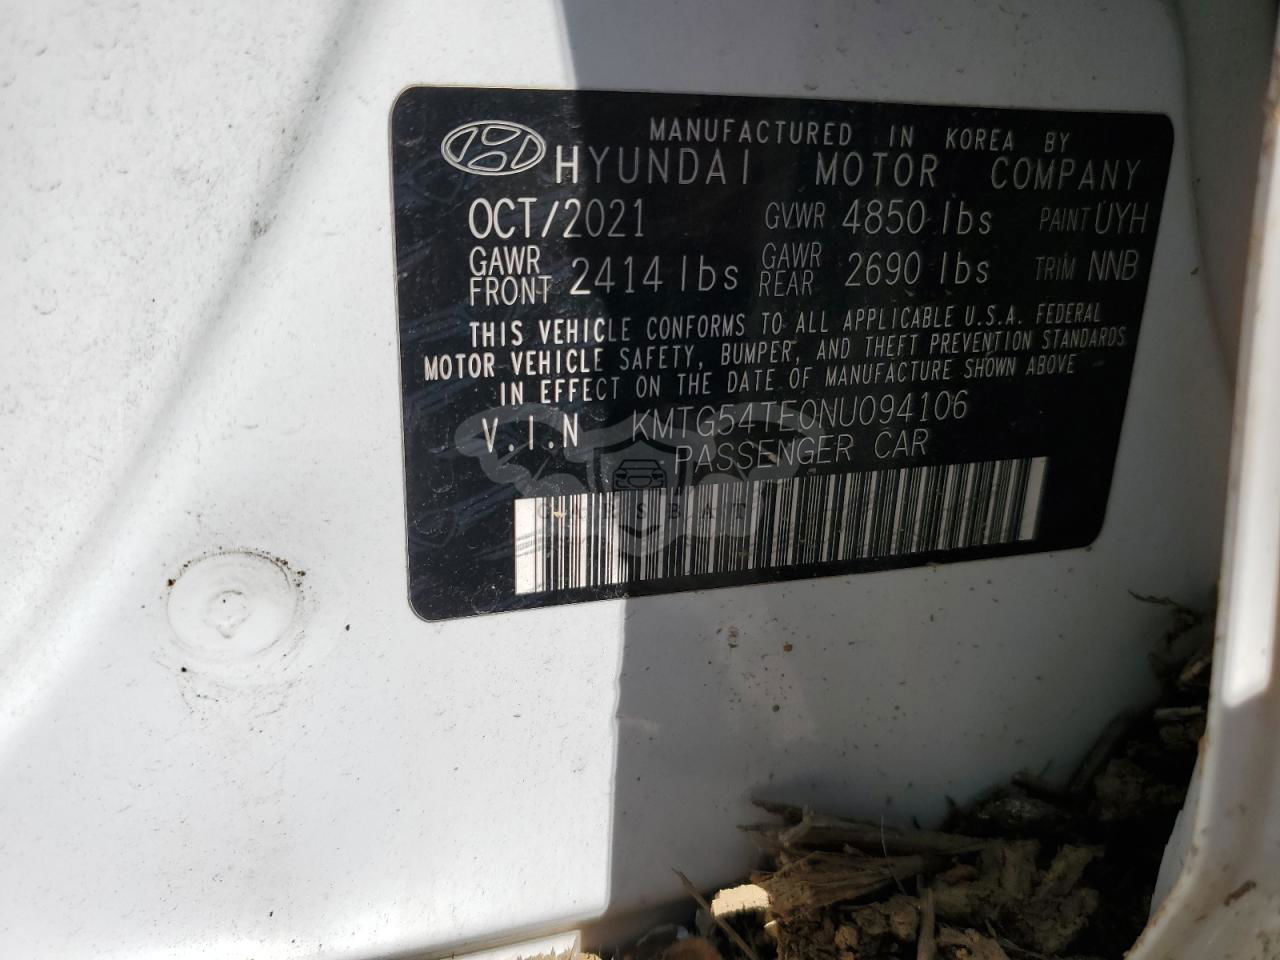 MANUFACTURED IN KOREA BY
HYUNDAI MOTOR COMPANY
OCT/2021 GVWR 4850 lbs PAINT UYH
GAWR FRONT 2414 lbs GAWR REAR 2690 lbs TRIM NNB
THIS VEHICLE CONFORMS TO ALL APPLICABLE U.S.A. FEDERAL
MOTOR VEHICLE SAFETY, BUMPER, AND THEFT PREVENTION STANDARDS
IN EFFECT ON THE DATE OF MANUFACTURE SHOWN ABOVE
V.I.N KMTG54TE0NU094106
PASSENGER CAR
CARSBAT